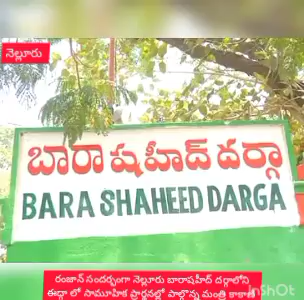 నెల్లూరు
బారాషహీద్ దర్గా
BARA SHAHEED DARGA
రంజాన్ సందర్భంగా నెల్లూరు బారాషహీద్ దర్గాలోని
ఈద్గా లో సామూహిక ప్రార్థనల్లో పాల్గొన్న మంత్రి కాకాణి